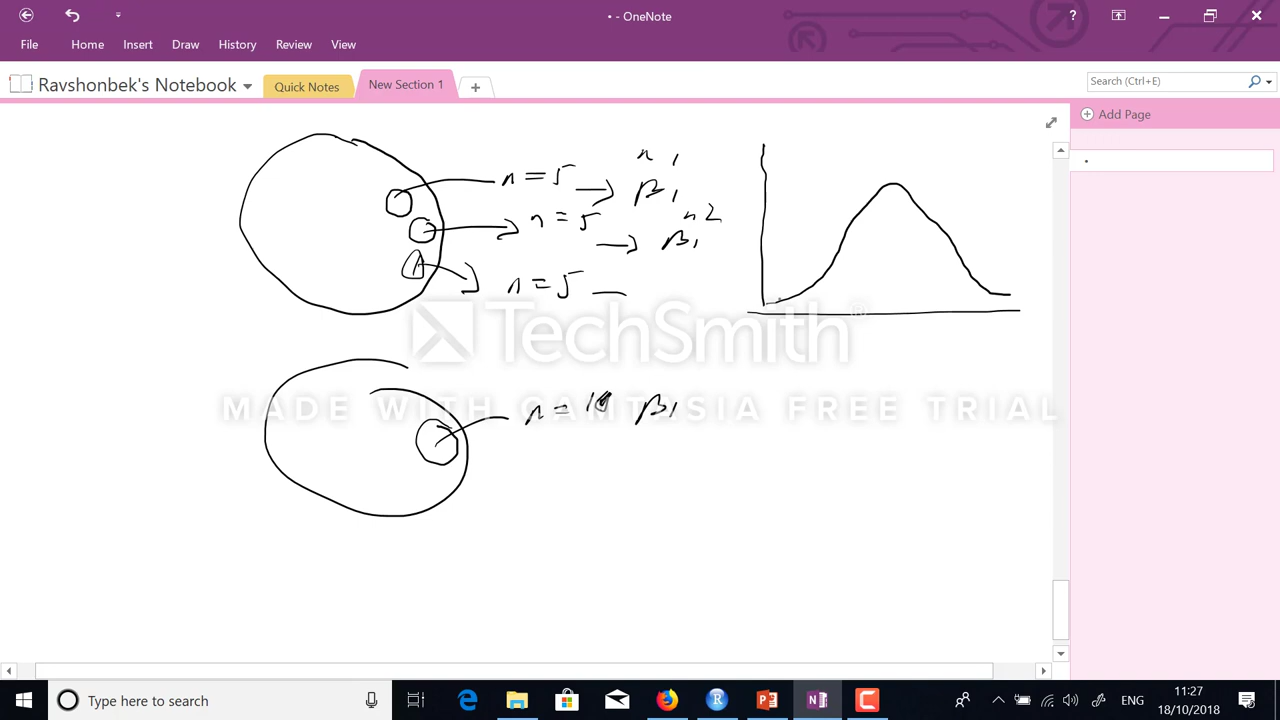 • - OneNote
?
File Home Insert Draw History Review View
Ravshonbek's Notebook
Quick Notes
New Section 1
+
Search (Ctrl+E)
Add Page
n = 5 → β₁ n 1
n = 5 → β₁ n 2
n = 5
TechSmith®
MADE WITH CAMTASIA FREE TRIAL
n = β₁
Type here to search
ENG
11:27
18/10/2018